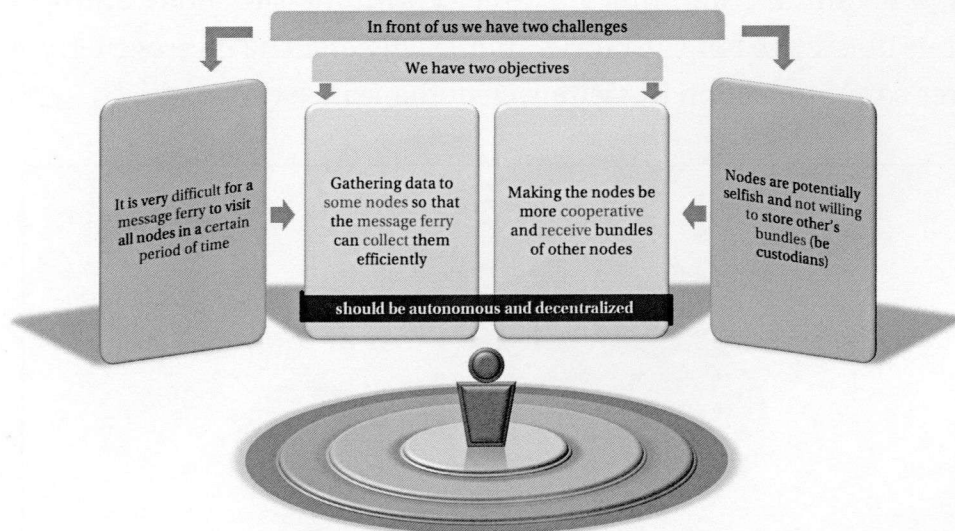 In front of us we have two challenges
We have two objectives
It is very difficult for a
message ferry to visit
all nodes in a certain
period of time
Gathering data to
some nodes so that
the message ferry
can collect them
efficiently
Making the nodes be
more cooperative
and receive bundles
of other nodes
Nodes are potentially
selfish and not willing
to store other's
bundles (be
custodians)
should be autonomous and decentralized